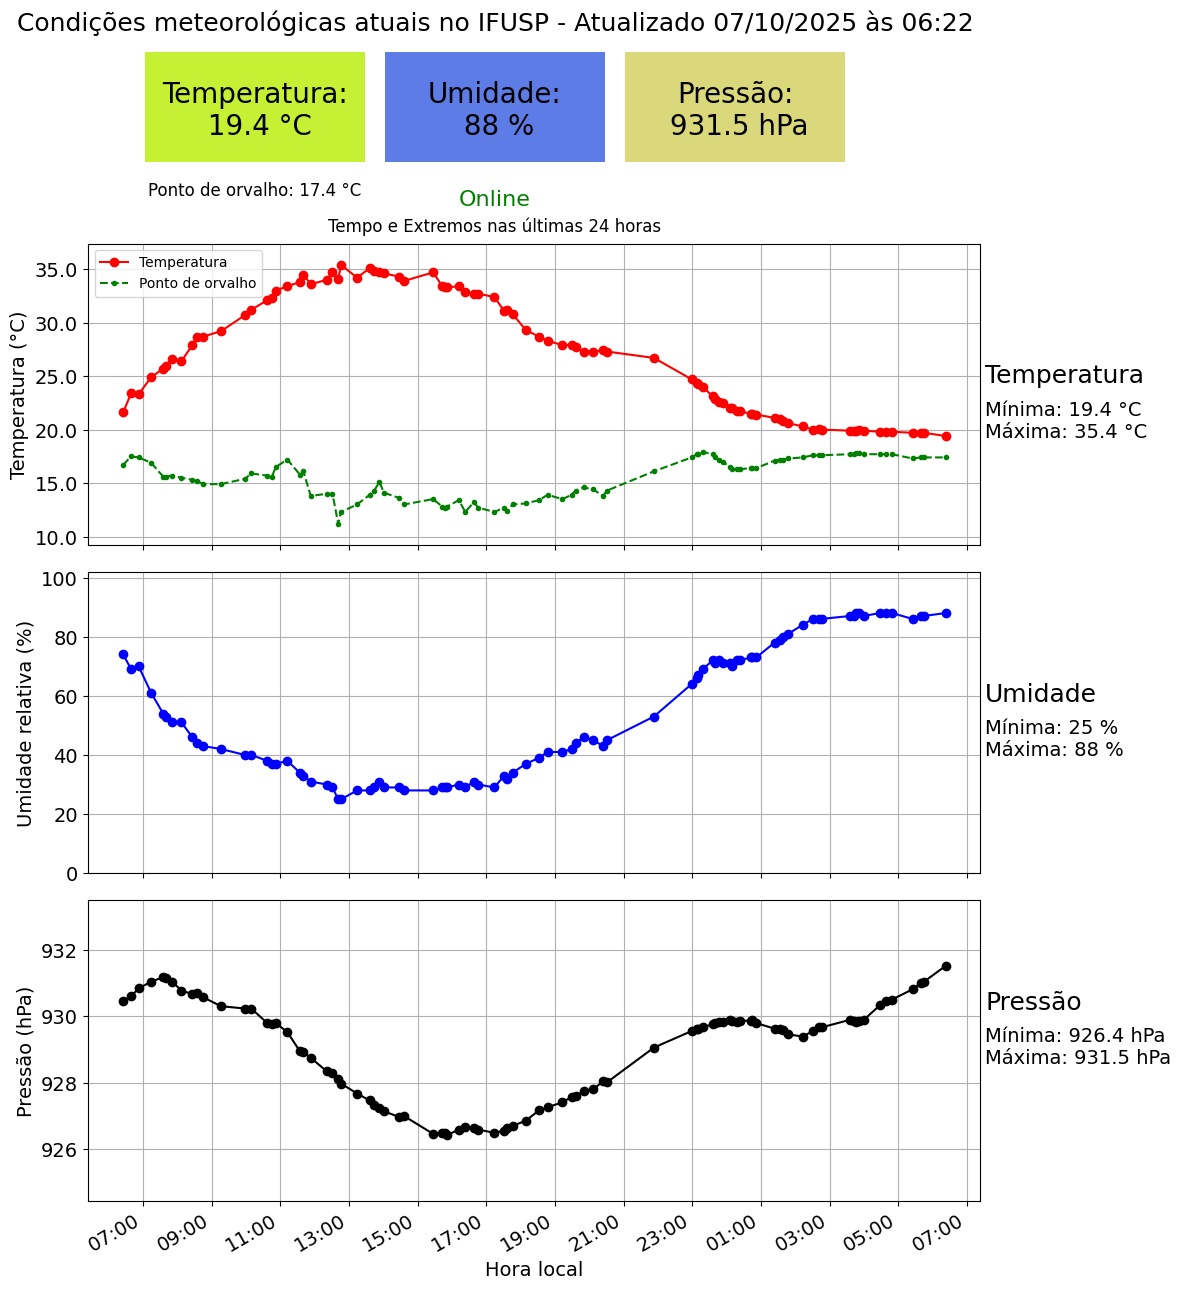 Condições meteorológicas atuais no IFUSP - Atualizado 07/10/2025 às 06:22
Temperatura:
19.4 °C
Umidade:
88 %
Pressão:
931.5 hPa
Ponto de orvalho: 17.4 °C
Online
Tempo e Extremos nas últimas 24 horas
Temperatura
Ponto de orvalho
Temperatura (°C)
35.0
30.0
25.0
20.0
15.0
10.0
Temperatura
Mínima: 19.4 °C
Máxima: 35.4 °C
Umidade relativa (%)
100
80
60
40
20
0
Umidade
Mínima: 25 %
Máxima: 88 %
Pressão (hPa)
932
930
928
926
Pressão
Mínima: 926.4 hPa
Máxima: 931.5 hPa
07:00 09:00 11:00 13:00 15:00 17:00 19:00 21:00 23:00 01:00 03:00 05:00 07:00
Hora local